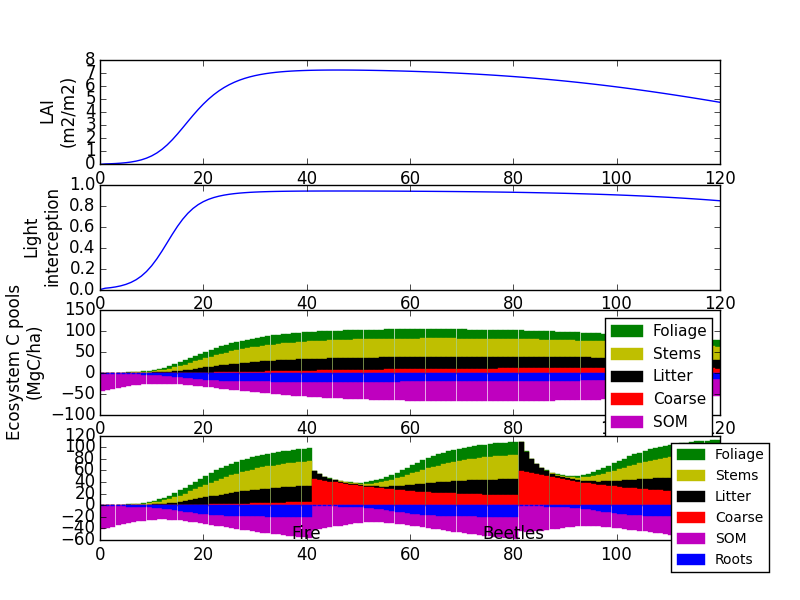 8
7
6
5
4
3
2
1
0
LAI
(m2/m2)
0 20 40 60 80 100 120
1.0
0.8
0.6
0.4
0.2
0.0
Light
interception
0 20 40 60 80 100 120
150
100
50
0
−50
−100
Ecosystem C pools
(MgC/ha)
Foliage
Stems
Litter
Coarse
SOM
0 20 40 60 80 100 120
120
100
80
60
40
20
0
−20
−40
−60
Fire Beetles
Foliage
Stems
Litter
Coarse
SOM
Roots
0 20 40 60 80 100